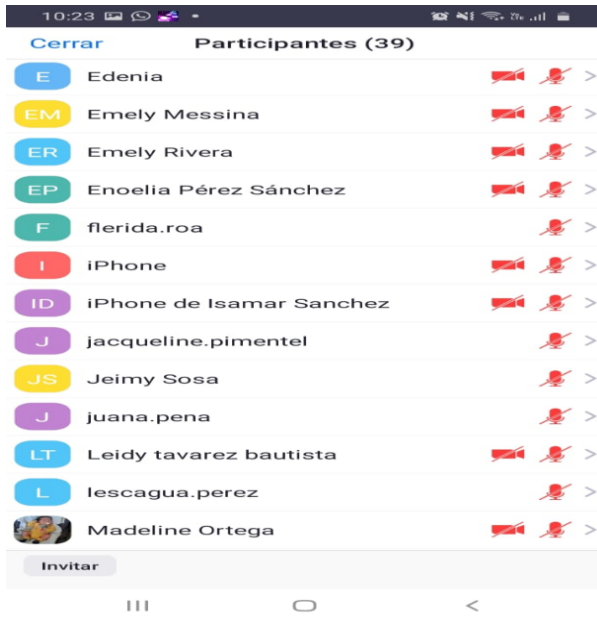 10:23
Cerrar Participantes (39)
E Edenia
EM Emely Messina
ER Emely Rivera
EP Enoelia Pérez Sánchez
F flerida.roa
I iPhone
ID iPhone de Isamar Sanchez
J jacqueline.pimentel
JS Jeimy Sosa
J juana.pena
LT Leidy tavarez bautista
L lescagua.perez
Madeline Ortega
Invitar